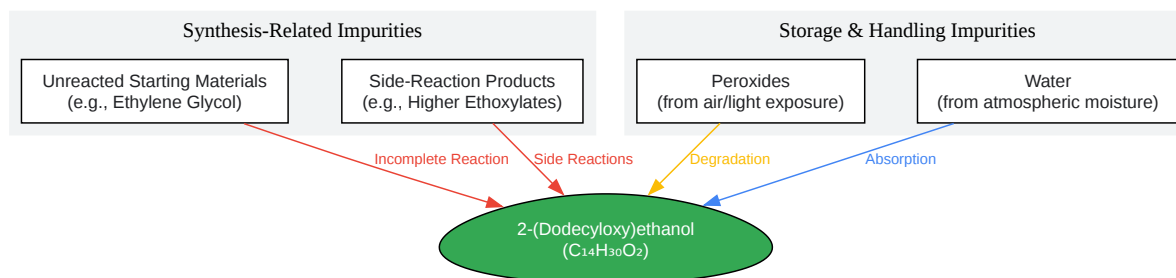 Synthesis-Related Impurities
Storage & Handling Impurities
Unreacted Starting Materials
(e.g., Ethylene Glycol)
Side-Reaction Products
(e.g., Higher Ethoxylates)
Peroxides
(from air/light exposure)
Water
(from atmospheric moisture)
Incomplete Reaction
Side Reactions
Degradation
Absorption
2-(Dodecyloxy)ethanol
(C₁₄H₃₀O₂)